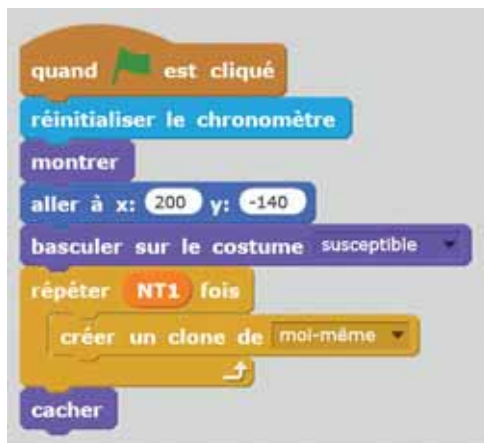 quand est cliqué
réinitialiser le chronomètre
montrer
aller à x: 200 y: -140
basculer sur le costume susceptible
répéter NT1 fois
créer un clone de moi-même
cacher